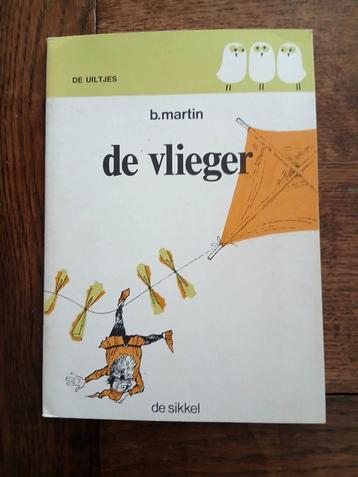 DE UILTJES
b.martin
de vlieger
de sikkel